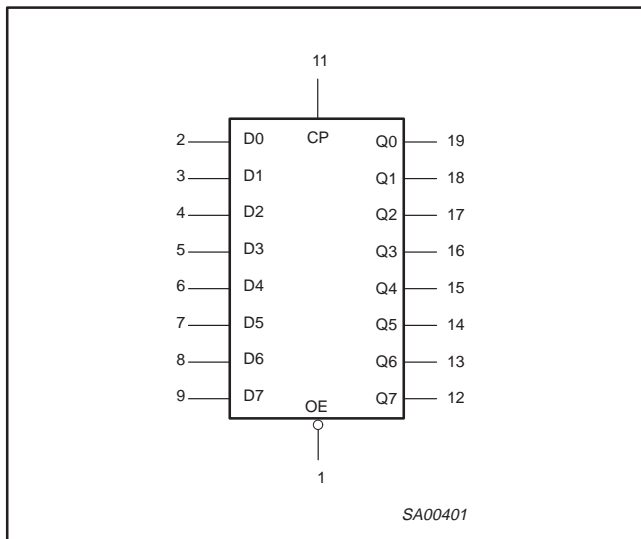 11
CP
2 D0 Q0 19
3 D1 Q1 18
4 D2 Q2 17
5 D3 Q3 16
6 D4 Q4 15
7 D5 Q5 14
8 D6 Q6 13
9 D7 Q7 12
OE
1
SA00401